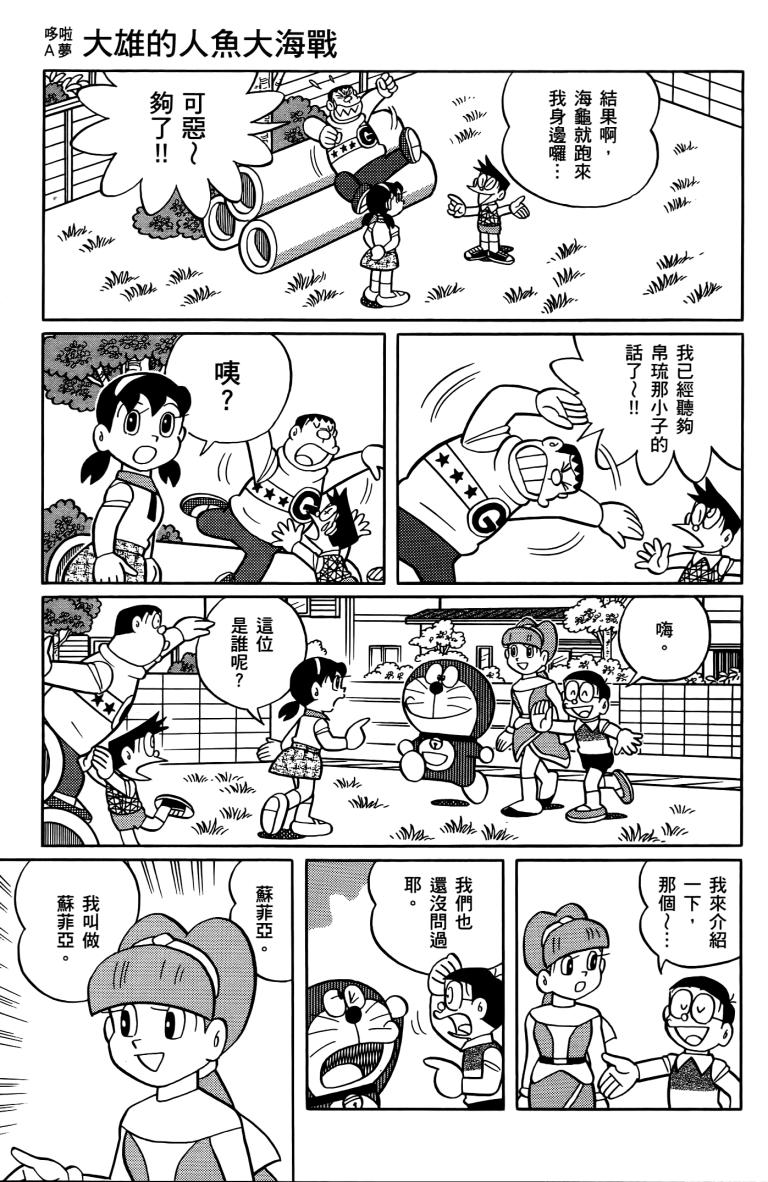 哆啦
A夢
大雄的人魚大海戰
結果啊，
海龜就跑來
我身邊囉…
可惡～
夠了!!
我已經聽夠
帛琉那小子的
話了～!!
咦？
嗨。
這位
是誰呢？
我來介紹
一下，
那個～…
我們也
還沒問過
耶。
蘇菲亞。
我叫做
蘇菲亞。
G
G
G